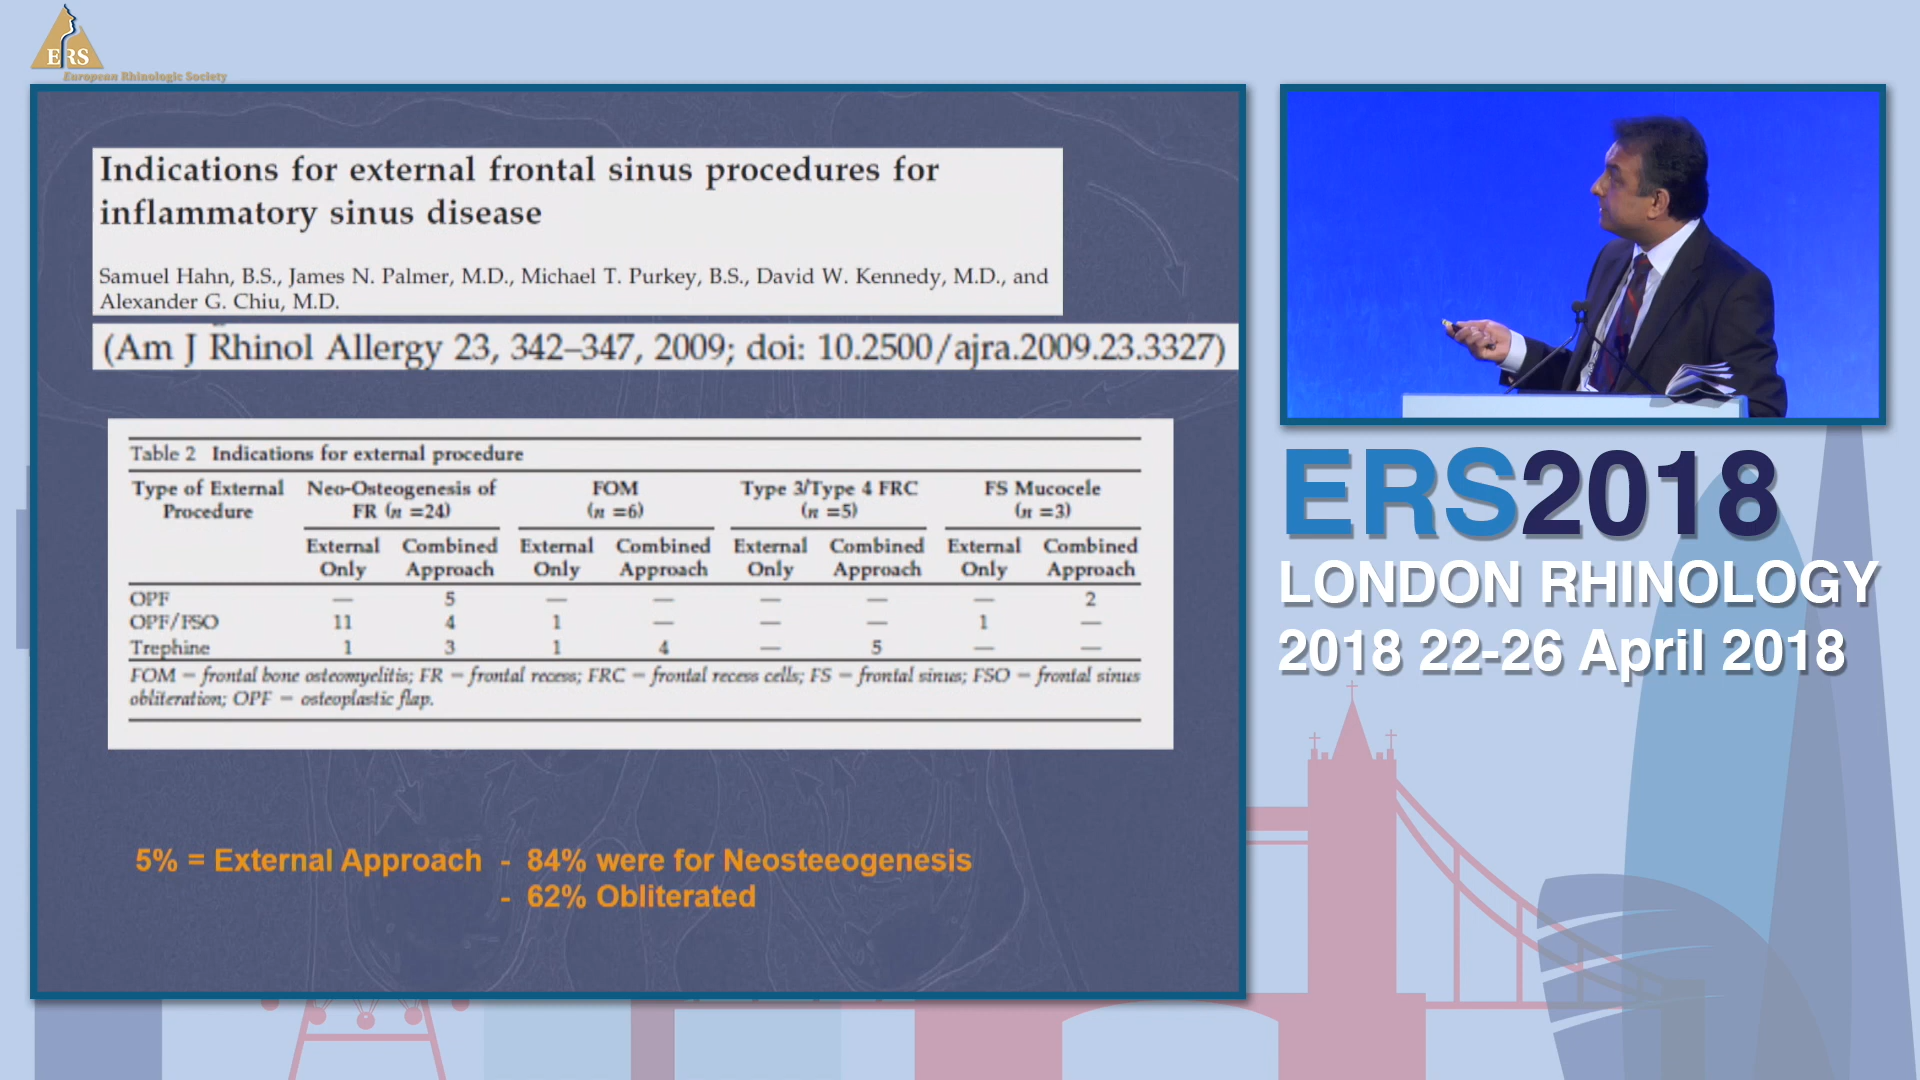 ERS
European Rhinologic Society
Indications for external frontal sinus procedures for
inflammatory sinus disease
Samuel Hahn, B.S., James N. Palmer, M.D., Michael T. Purkey, B.S., David W. Kennedy, M.D., and
Alexander G. Chiu, M.D.
(Am J Rhinol Allergy 23, 342–347, 2009; doi: 10.2500/ajra.2009.23.3327)
Table 2 Indications for external procedure
Type of External Procedure Neo-Osteogenesis of FR (n =24) FOM (n =6) Type 3/Type 4 FRC (n =5) FS Mucocele (n =3)
External Only Combined Approach External Only Combined Approach External Only Combined Approach External Only Combined Approach
OPF — 5 — — — — — 2
OPF/FSO 11 4 1 — — — 1 —
Trephine 1 3 1 4 — 5 — —
FOM = frontal bone osteomyelitis; FR = frontal recess; FRC = frontal recess cells; FS = frontal sinus; FSO = frontal sinus
obliteration; OPF = osteoplastic flap.
5% = External Approach - 84% were for Neosteeogenesis
- 62% Obliterated
ERS2018
LONDON RHINOLOGY
2018 22-26 April 2018